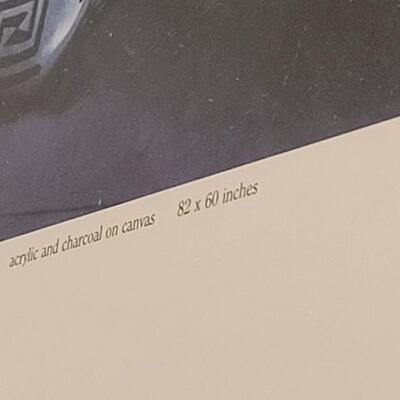 acrylic and charcoal on canvas 82 x 60 inches